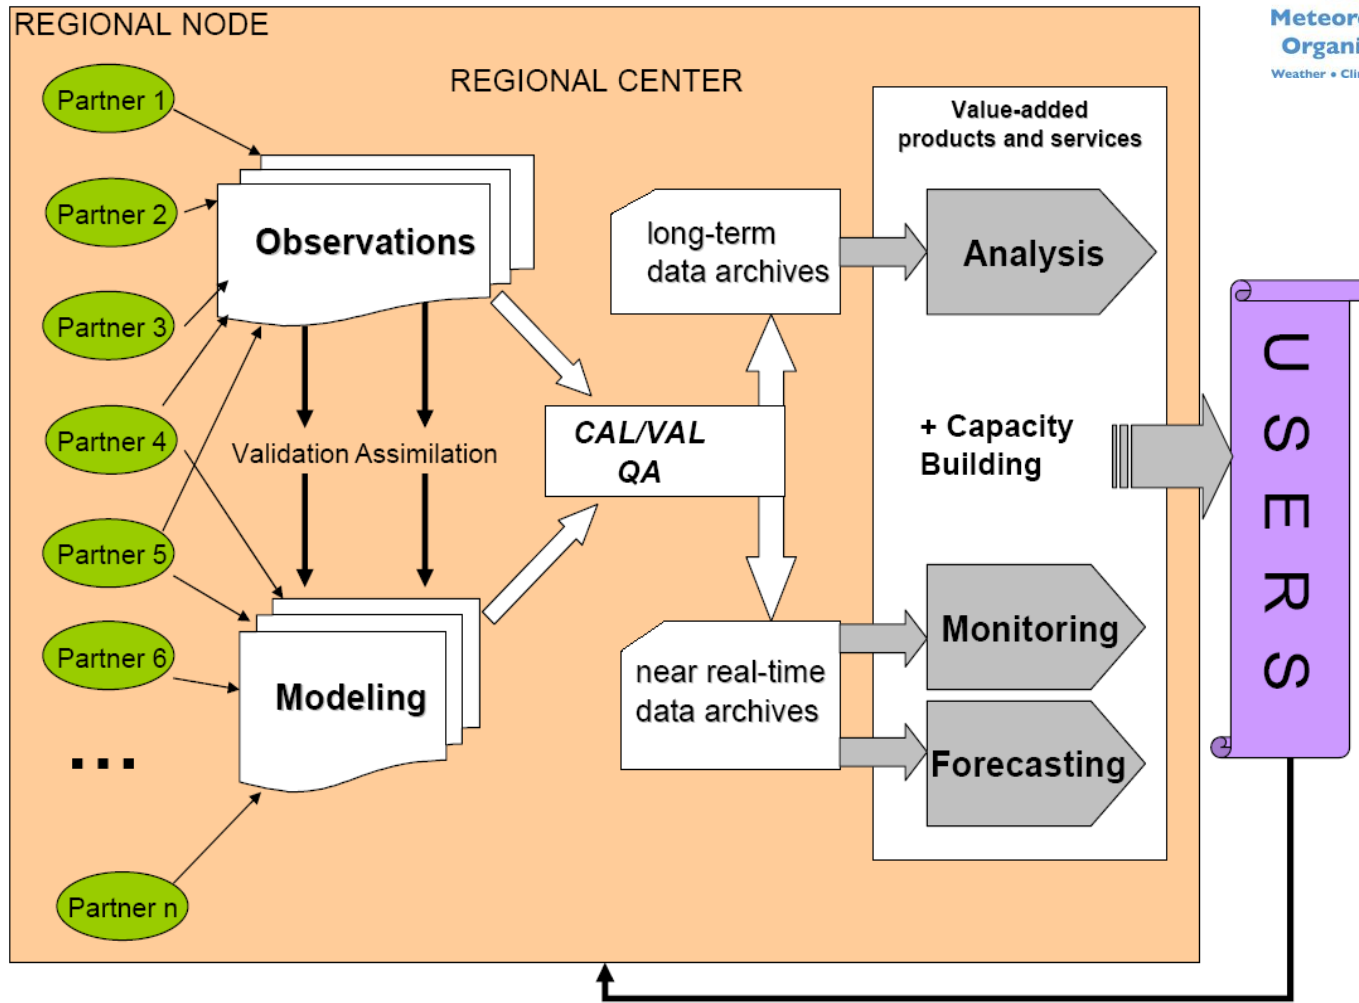 REGIONAL NODE
REGIONAL CENTER
Partner 1
Partner 2
Partner 3
Partner 4
Partner 5
Partner 6
...
Partner n
Observations
Validation Assimilation
Modeling
CAL/VAL
QA
long-term
data archives
near real-time
data archives
Value-added
products and services
Analysis
+ Capacity
Building
Monitoring
Forecasting
USERS
Weather •